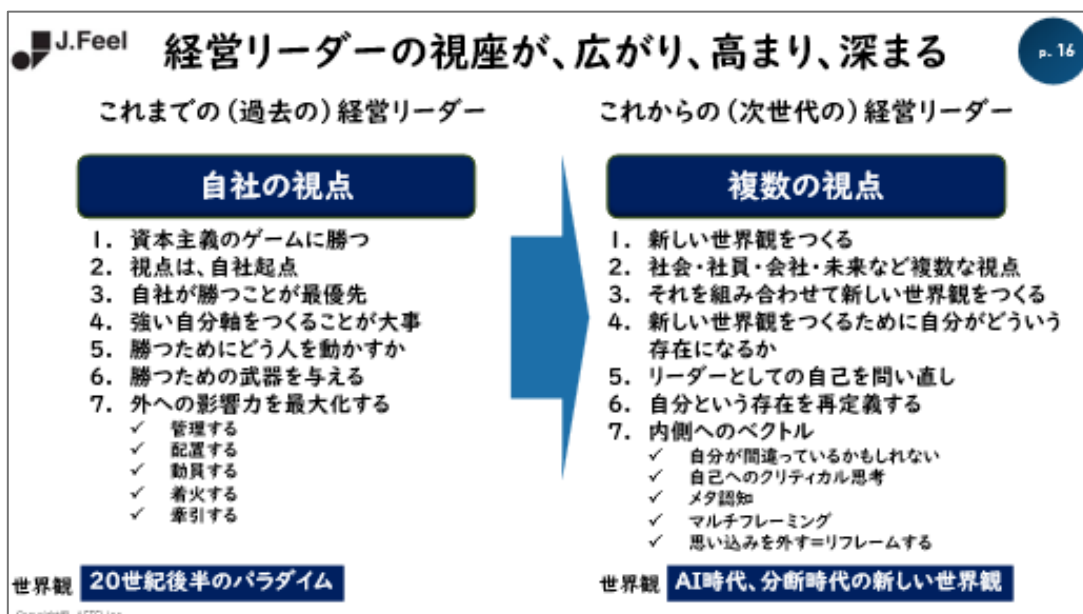 J.Feel
経営リーダーの視座が、広がり、高まり、深まる
p. 16
これまでの（過去の）経営リーダー
自社の視点
1. 資本主義のゲームに勝つ
2. 視点は、自社起点
3. 自社が勝つことが最優先
4. 強い自分軸をつくることが大事
5. 勝つためにどう人を動かすか
6. 勝つための武器を与える
7. 外への影響力を最大化する
✓ 管理する
✓ 配置する
✓ 動員する
✓ 着火する
✓ 牽引する
世界観 20世紀後半のパラダイム
これからの（次世代の）経営リーダー
複数の視点
1. 新しい世界観をつくる
2. 社会・社員・会社・未来など複数な視点
3. それを組み合わせて新しい世界観をつくる
4. 新しい世界観をつくるために自分がどういう
存在になるか
5. リーダーとしての自己を問い直し
6. 自分という存在を再定義する
7. 内側へのベクトル
✓ 自分が間違っているかもしれない
✓ 自己へのクリティカル思考
✓ メタ認知
✓ マルチフレーミング
✓ 思い込みを外す=リフレームする
世界観 AI時代、分断時代の新しい世界観